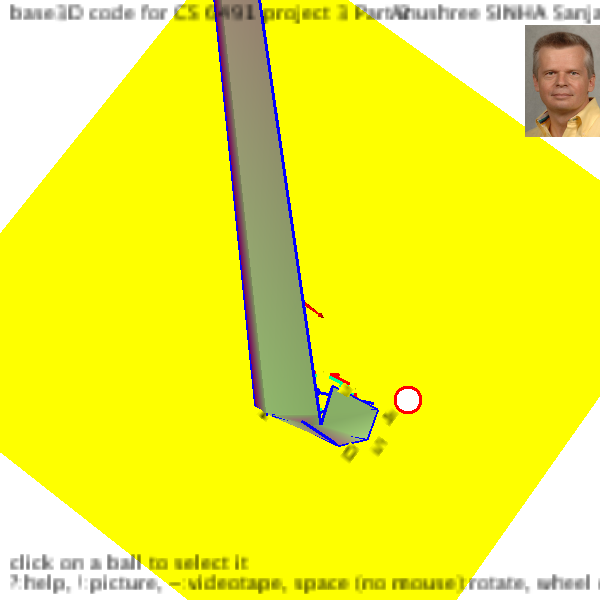 base3D code for CS 6491 project 3 Part SINHA Sanja
click on a ball to select it
?:help, !:picture, ~:videotape, space (no mouse) rotate, wheel
D